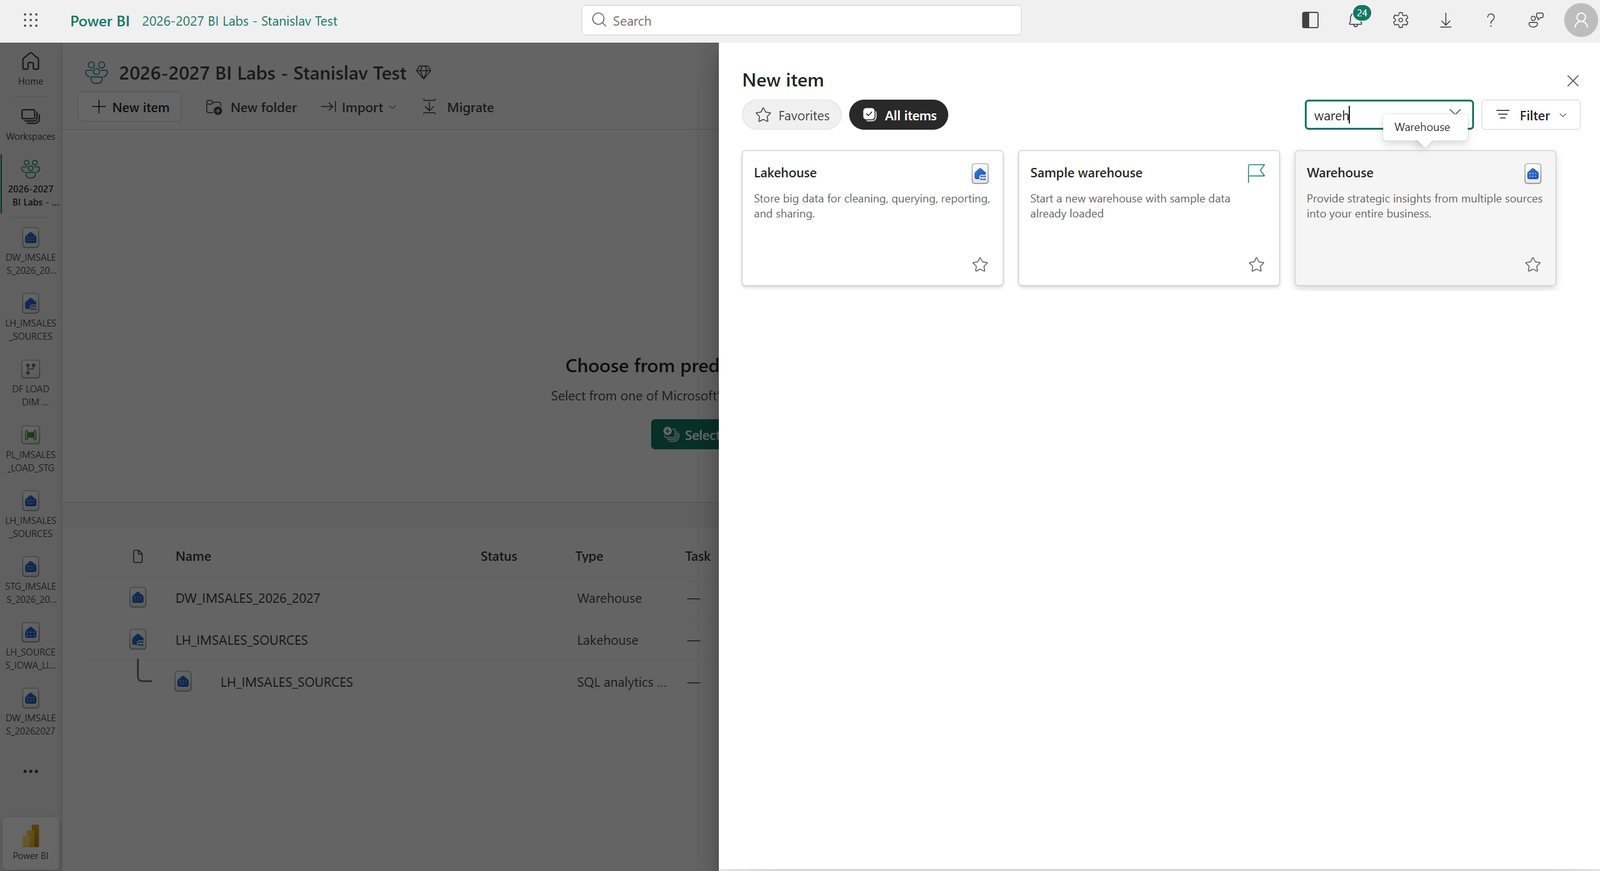 Power BI 2026-2027 BI Labs - Stanislav Test
Search
24
Home
Workspaces
2026-2027
BI Labs - ...
DW_IMSALE
S_2026_20...
LH_IMSALES
_SOURCES
DF LOAD
DIM ...
PL_IMSALES
_LOAD_STG
LH_IMSALES
_SOURCES
STG_IMSALE
S_2026_20...
LH_SOURCE
S_IOWA_LI...
DW_IMSALE
S_20262027
Power BI
2026-2027 BI Labs - Stanislav Test
New item
New folder
Import
Migrate
Choose from pred
Select from one of Microsoft'
Select
Name Status Type Task
DW_IMSALES_2026_2027 Warehouse —
LH_IMSALES_SOURCES Lakehouse —
LH_IMSALES_SOURCES SQL analytics ... —
New item
Favorites
All items
wareh
Warehouse
Filter
Lakehouse
Store big data for cleaning, querying, reporting,
and sharing.
Sample warehouse
Start a new warehouse with sample data
already loaded
Warehouse
Provide strategic insights from multiple sources
into your entire business.